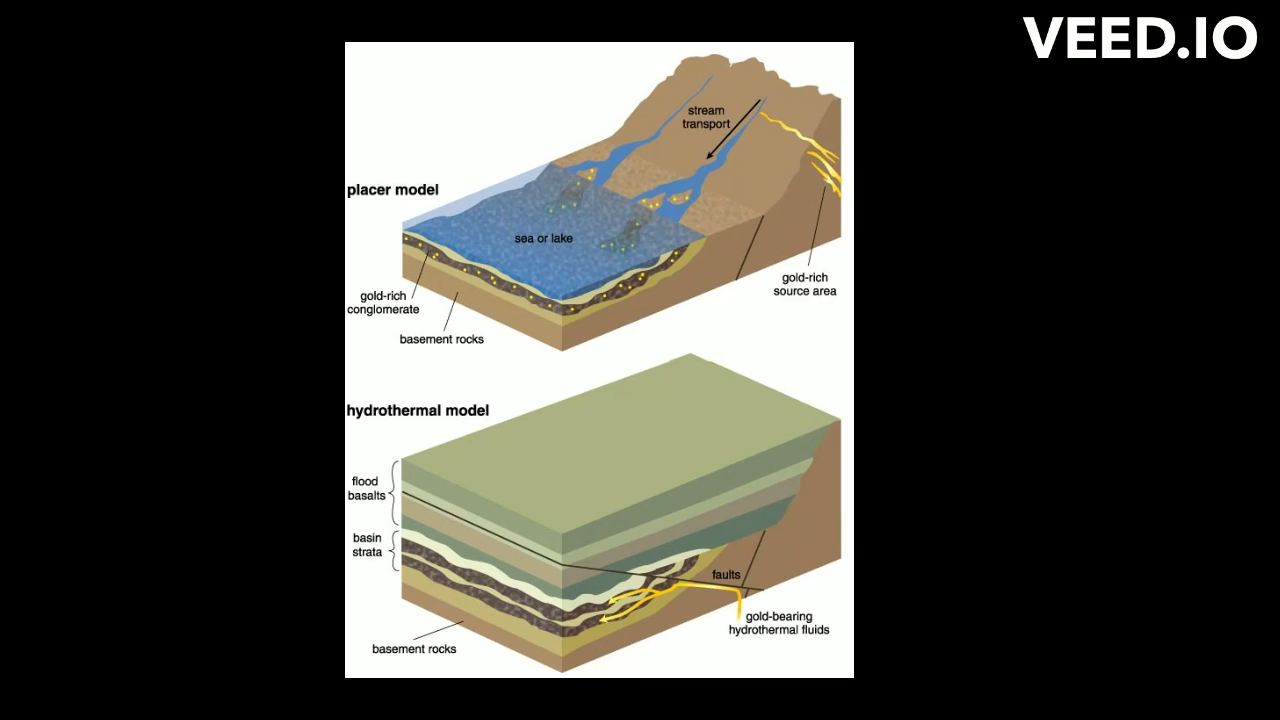 VEED.IO
stream
transport
placer model
sea or lake
gold-rich
source area
gold-rich
conglomerate
basement rocks
hydrothermal model
flood
basalts
basin
strata
faults
gold-bearing
hydrothermal fluids
basement rocks